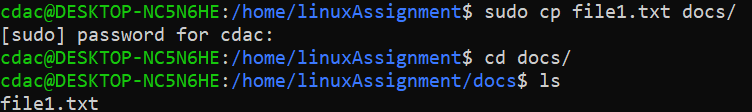 cdac@DESKTOP-NC5N6HE:/home/linuxAssignment$ sudo cp file1.txt docs/
[sudo] password for cdac:
cdac@DESKTOP-NC5N6HE:/home/linuxAssignment$ cd docs/
cdac@DESKTOP-NC5N6HE:/home/linuxAssignment/docs$ ls
file1.txt